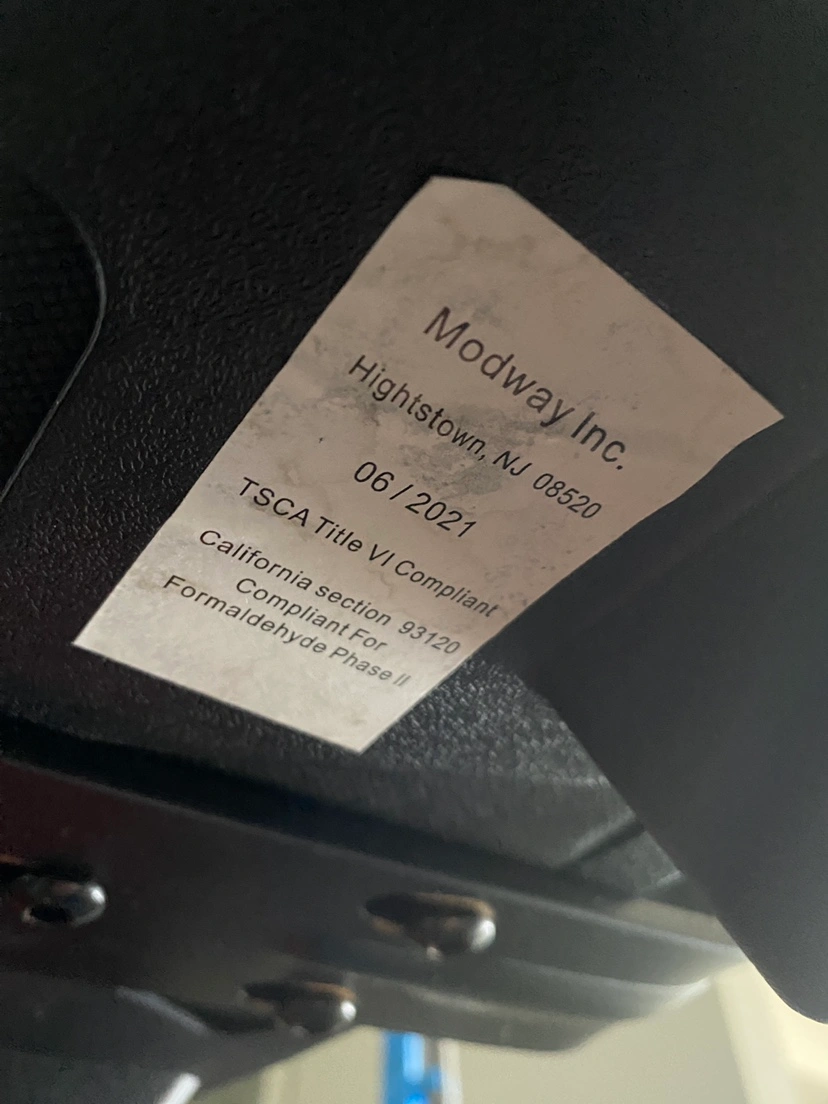 Modway Inc.
Hightstown, NJ 08520
06 / 2021
TSCA Title VI Compliant
California section 93120
Compliant For
Formaldehyde Phase II